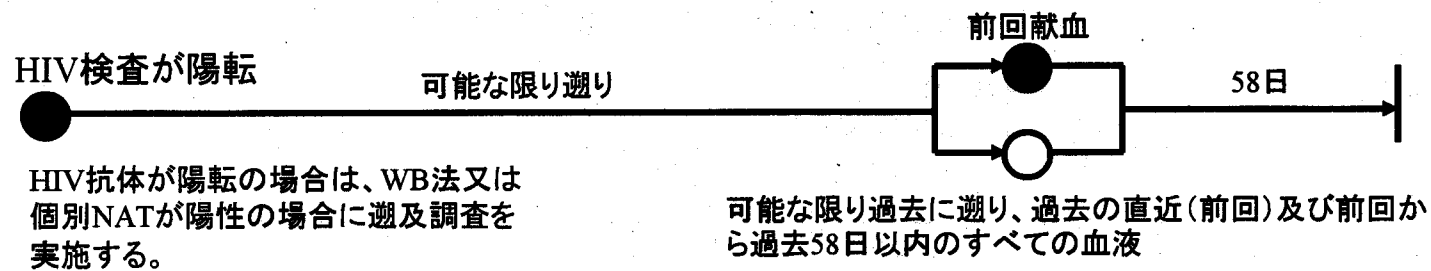 前回献血
HIV検査が陽転
可能な限り遡り
58日
HIV抗体が陽転の場合は、WB法又は
個別NATが陽性の場合に遡及調査を
実施する。
可能な限り過去に遡り、過去の直近(前回)及び前回か
ら過去58日以内のすべての血液